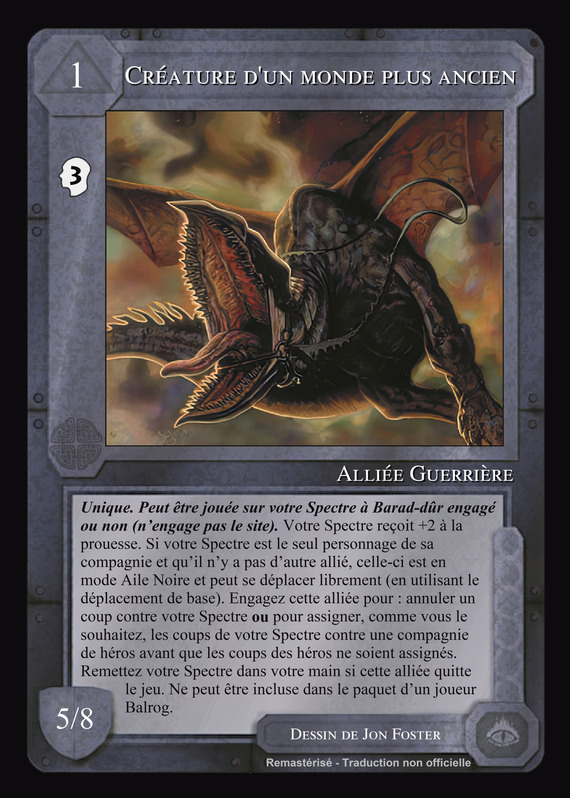 1
CRÉATURE D'UN MONDE PLUS ANCIEN
3
ALLIÉE GUERRIÈRE
Unique. Peut être jouée sur votre Spectre à Barad-dûr engagé
ou non (n'engage pas le site). Votre Spectre reçoit +2 à la
prouesse. Si votre Spectre est le seul personnage de sa
compagnie et qu'il n'y a pas d'autre allié, celle-ci est en
mode Aile Noire et peut se déplacer librement (en utilisant le
déplacement de base). Engagez cette alliée pour : annuler un
coup contre votre Spectre ou pour assigner, comme vous le
souhaitez, les coups de votre Spectre contre une compagnie
de héros avant que les coups des héros ne soient assignés.
Remettez votre Spectre dans votre main si cette alliée quitte
le jeu. Ne peut être incluse dans le paquet d'un joueur
Balrog.
5/8
DESSIN DE JON FOSTER
Remastérisé - Traduction non officielle